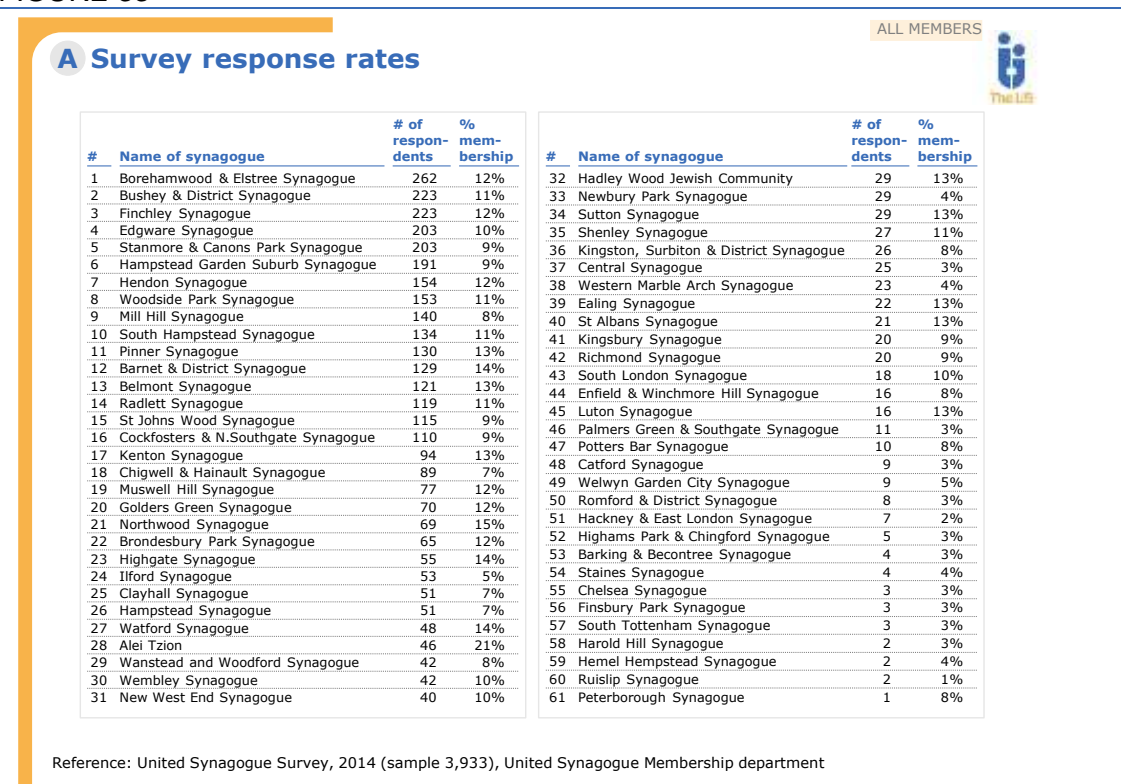 ALL MEMBERS
A Survey response rates
The US
# Name of synagogue # of respon- dents % mem- bership
1 Borehamwood & Elstree Synagogue 262 12%
2 Bushey & District Synagogue 223 11%
3 Finchley Synagogue 223 12%
4 Edgware Synagogue 203 10%
5 Stanmore & Canons Park Synagogue 203 9%
6 Hampstead Garden Suburb Synagogue 191 9%
7 Hendon Synagogue 154 12%
8 Woodside Park Synagogue 153 11%
9 Mill Hill Synagogue 140 8%
10 South Hampstead Synagogue 134 11%
11 Pinner Synagogue 130 13%
12 Barnet & District Synagogue 129 14%
13 Belmont Synagogue 121 13%
14 Radlett Synagogue 119 11%
15 St Johns Wood Synagogue 115 9%
16 Cockfosters & N.Southgate Synagogue 110 9%
17 Kenton Synagogue 94 13%
18 Chigwell & Hainault Synagogue 89 7%
19 Muswell Hill Synagogue 77 12%
20 Golders Green Synagogue 70 12%
21 Northwood Synagogue 69 15%
22 Brondesbury Park Synagogue 65 12%
23 Highgate Synagogue 55 14%
24 Ilford Synagogue 53 5%
25 Clayhall Synagogue 51 7%
26 Hampstead Synagogue 51 7%
27 Watford Synagogue 48 14%
28 Alei Tzion 46 21%
29 Wanstead and Woodford Synagogue 42 8%
30 Wembley Synagogue 42 10%
31 New West End Synagogue 40 10%
# Name of synagogue # of respon- dents % mem- bership
32 Hadley Wood Jewish Community 29 13%
33 Newbury Park Synagogue 29 4%
34 Sutton Synagogue 29 13%
35 Shenley Synagogue 27 11%
36 Kingston, Surbiton & District Synagogue 26 8%
37 Central Synagogue 25 3%
38 Western Marble Arch Synagogue 23 4%
39 Ealing Synagogue 22 13%
40 St Albans Synagogue 21 13%
41 Kingsbury Synagogue 20 9%
42 Richmond Synagogue 20 9%
43 South London Synagogue 18 10%
44 Enfield & Winchmore Hill Synagogue 16 8%
45 Luton Synagogue 16 13%
46 Palmers Green & Southgate Synagogue 11 3%
47 Potters Bar Synagogue 10 8%
48 Catford Synagogue 9 3%
49 Welwyn Garden City Synagogue 9 5%
50 Romford & District Synagogue 8 3%
51 Hackney & East London Synagogue 7 2%
52 Highams Park & Chingford Synagogue 5 3%
53 Barking & Becontree Synagogue 4 3%
54 Staines Synagogue 4 4%
55 Chelsea Synagogue 3 3%
56 Finsbury Park Synagogue 3 3%
57 South Tottenham Synagogue 3 3%
58 Harold Hill Synagogue 2 3%
59 Hemel Hempstead Synagogue 2 4%
60 Ruislip Synagogue 2 1%
61 Peterborough Synagogue 1 8%
Reference: United Synagogue Survey, 2014 (sample 3,933), United Synagogue Membership department